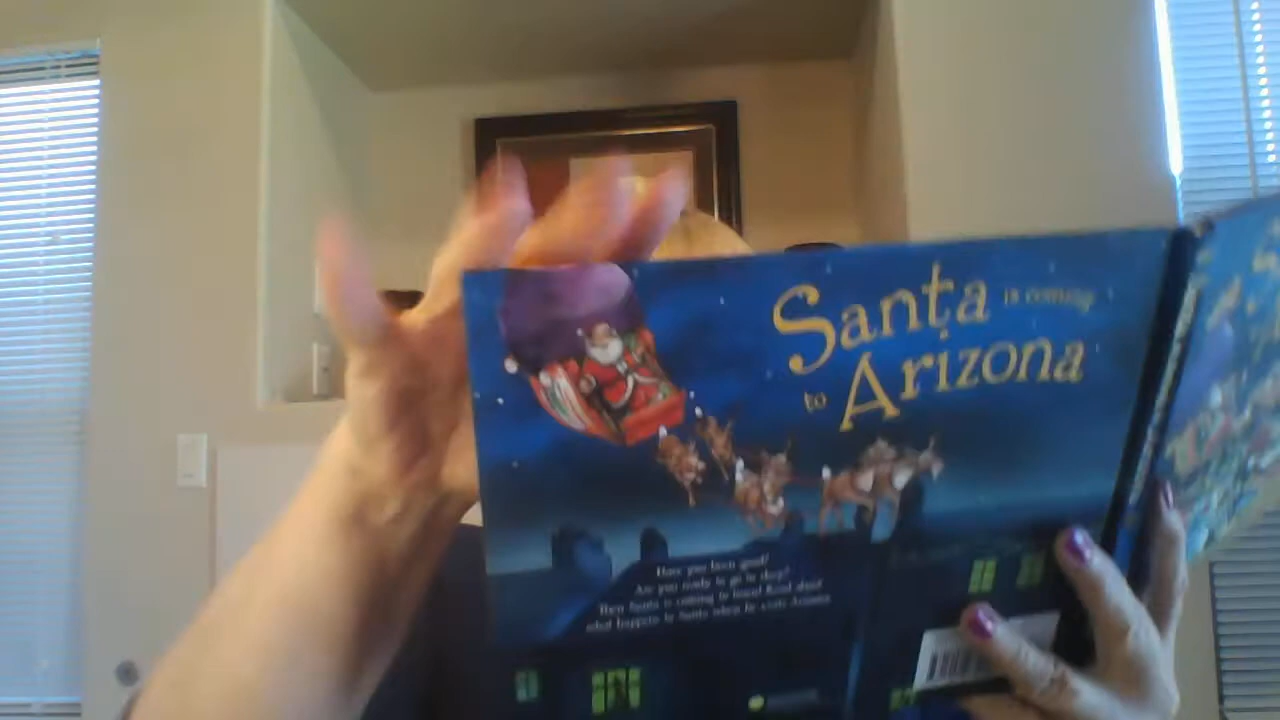 Santa is coming
to Arizona
Have you been good?
Are you ready to go to sleep?
Then Santa is coming to town! Read about
what happens to Santa when he visits Arizona